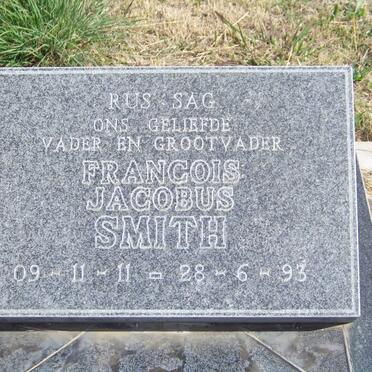 RUS SAG
ONS GELIEFDE
VADER EN GROOTVADER
FRANCOIS
JACOBUS
SMITH
09 - 11 - 11 - 28 - 6 - 93